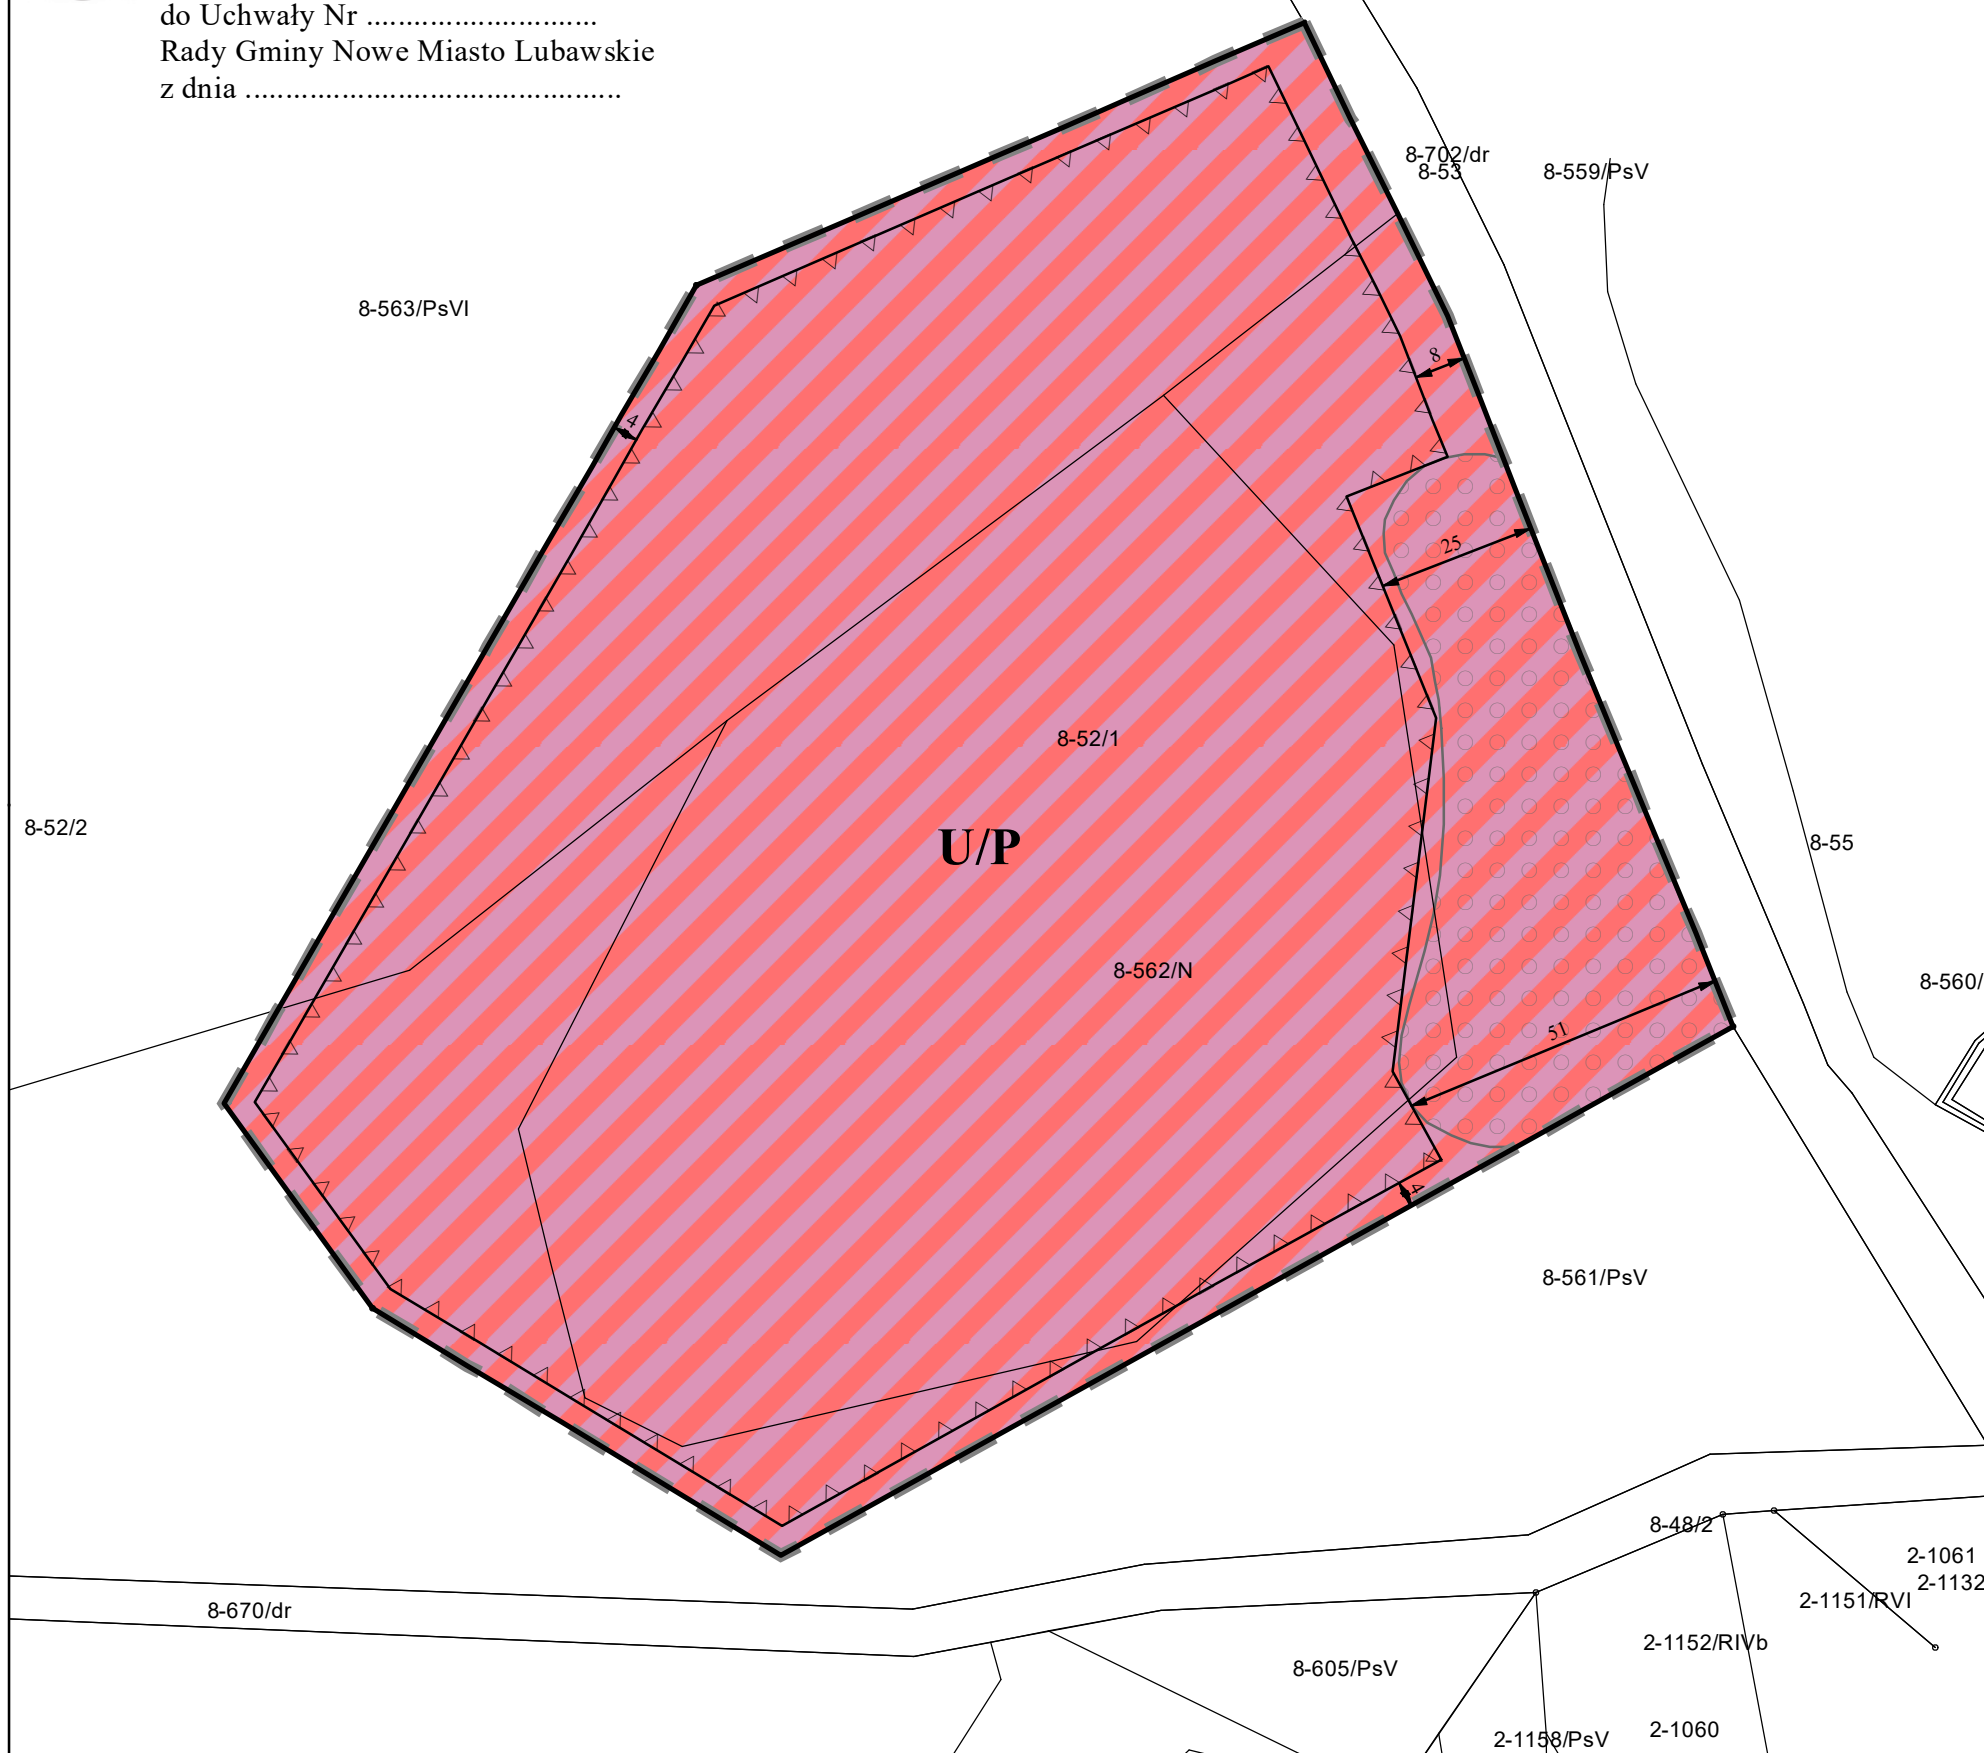 do Uchwały Nr .............................
Rady Gminy Nowe Miasto Lubawskie
z dnia ...............................................
8-702/dr
8-53
8-559/PsV
8-563/PsVI
8
4
25
8-52/1
8-52/2
U/P
8-55
8-562/N
8-560/
51
4
8-561/PsV
8-48/2
2-1061
2-1132
2-1151/RVI
8-670/dr
2-1152/RIVb
8-605/PsV
2-1060
2-1158/PsV